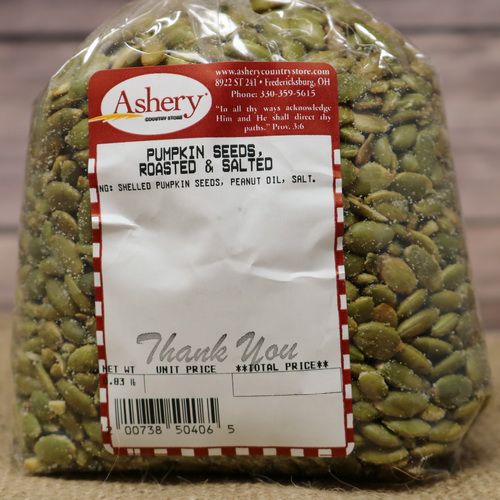 Ashery
COUNTRY STORE
www.asherycountrystore.com
8922 ST 241 • Fredericksburg, OH
Phone: 330-359-5615
"In all thy ways acknowledge
Him and He shall direct thy
paths." Prov. 3:6
PUMPKIN SEEDS,
ROASTED & SALTED
NG: SHELLED PUMPKIN SEEDS, PEANUT OIL, SALT.
Thank You
NET WT UNIT PRICE **TOTAL PRICE**
.83 lb
00738 50406 5